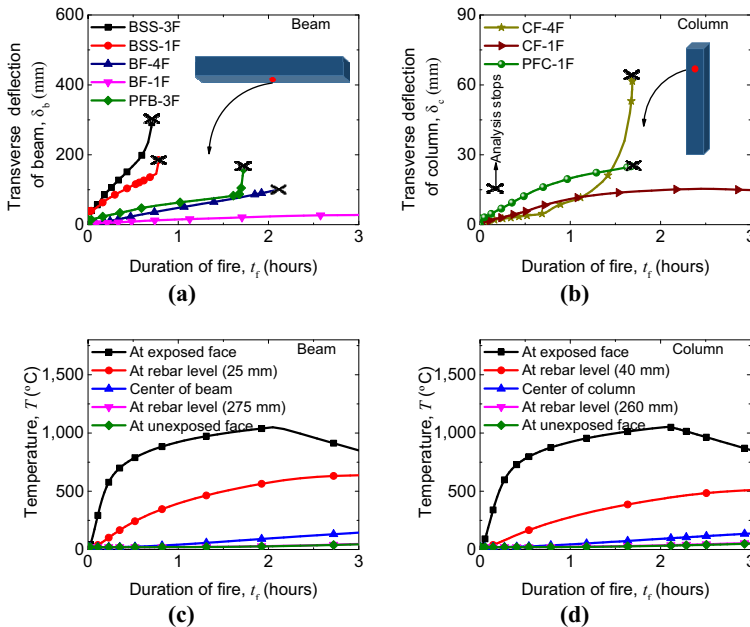 (a)
600
400
200
0
0
1
2
3
Transverse deflection
of beam, δb (mm)
Duration of fire, tf (hours)
Beam
BSS-3F
BSS-1F
BF-4F
BF-1F
PFB-3F
(a)
(c)
90
60
30
0
0
1
2
3
Transverse deflection
of column, δc (mm)
Duration of fire, tf (hours)
Column
CF-4F
CF-1F
PFC-1F
Analysis stops
(b)
1,500
1,000
500
0
0
1
2
3
Temperature, T (°C)
Duration of fire, tf (hours)
Beam
At exposed face
At rebar level (25 mm)
Center of beam
At rebar level (275 mm)
At unexposed face
(c)
(d)
1,500
1,000
500
0
0
1
2
3
Temperature, T (°C)
Duration of fire, tf (hours)
Column
At exposed face
At rebar level (40 mm)
Center of column
At rebar level (260 mm)
At unexposed face
(d)